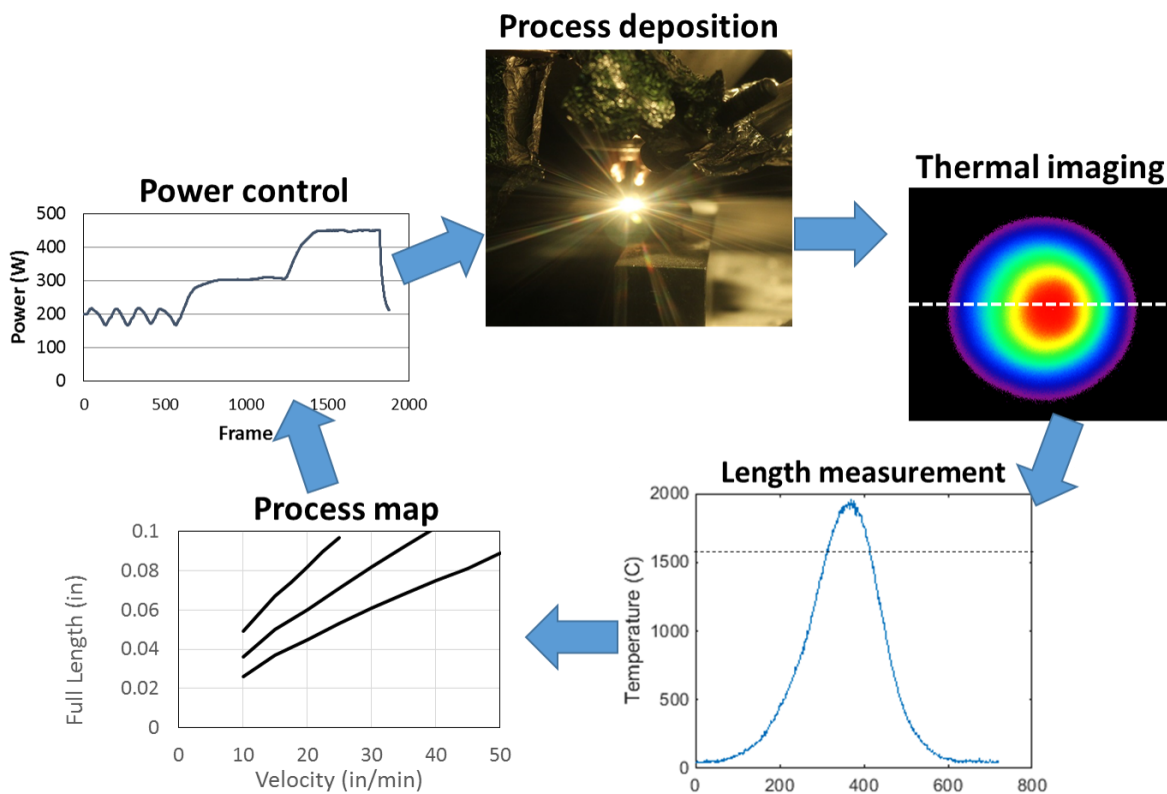 Process deposition
Thermal imaging
Power control
500
400
300
200
100
0
Power (W)
0 500 1000 1500 2000
Frame
Length measurement
2000
1500
1000
500
0
Temperature (C)
0 200 400 600 800
Process map
0.1
0.08
0.06
0.04
0.02
0
Full Length (in)
0 10 20 30 40 50
Velocity (in/min)